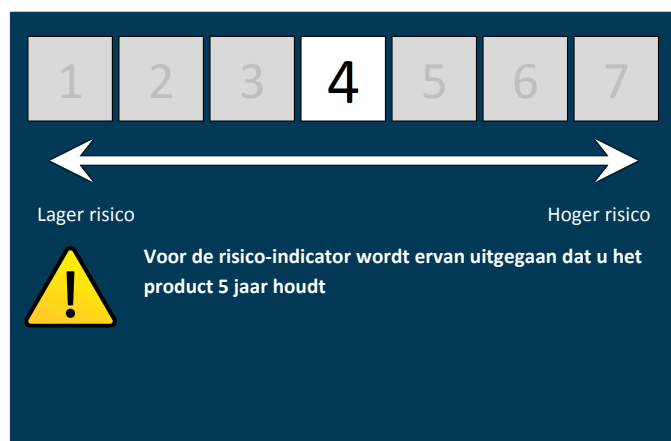 1 2 3 4 5 6 7
Lager risico Hoger risico
Voor de risico-indicator wordt ervan uitgegaan dat u het
product 5 jaar houdt